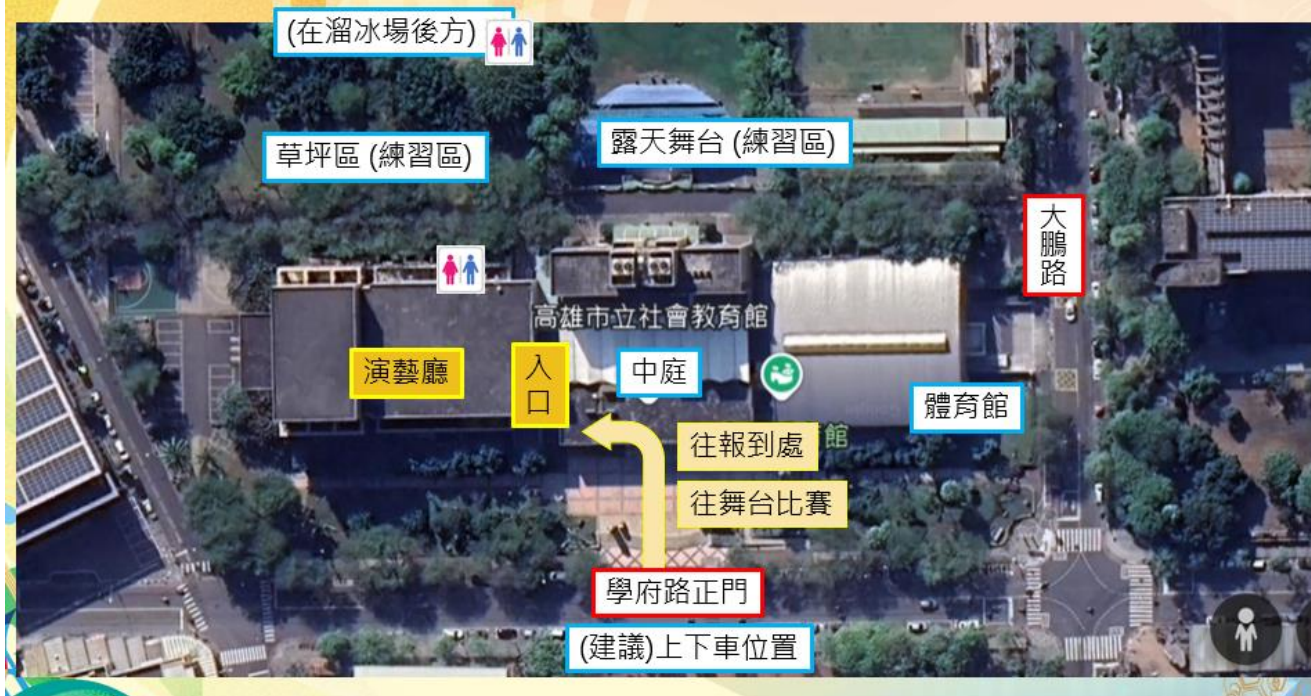 (在溜冰場後方)
草坪區 (練習區)
露天舞台 (練習區)
大鵬路
高雄市立社會教育館
演藝廳
入口
中庭
體育館
往報到處
館
往舞台比賽
學府路正門
(建議)上下車位置